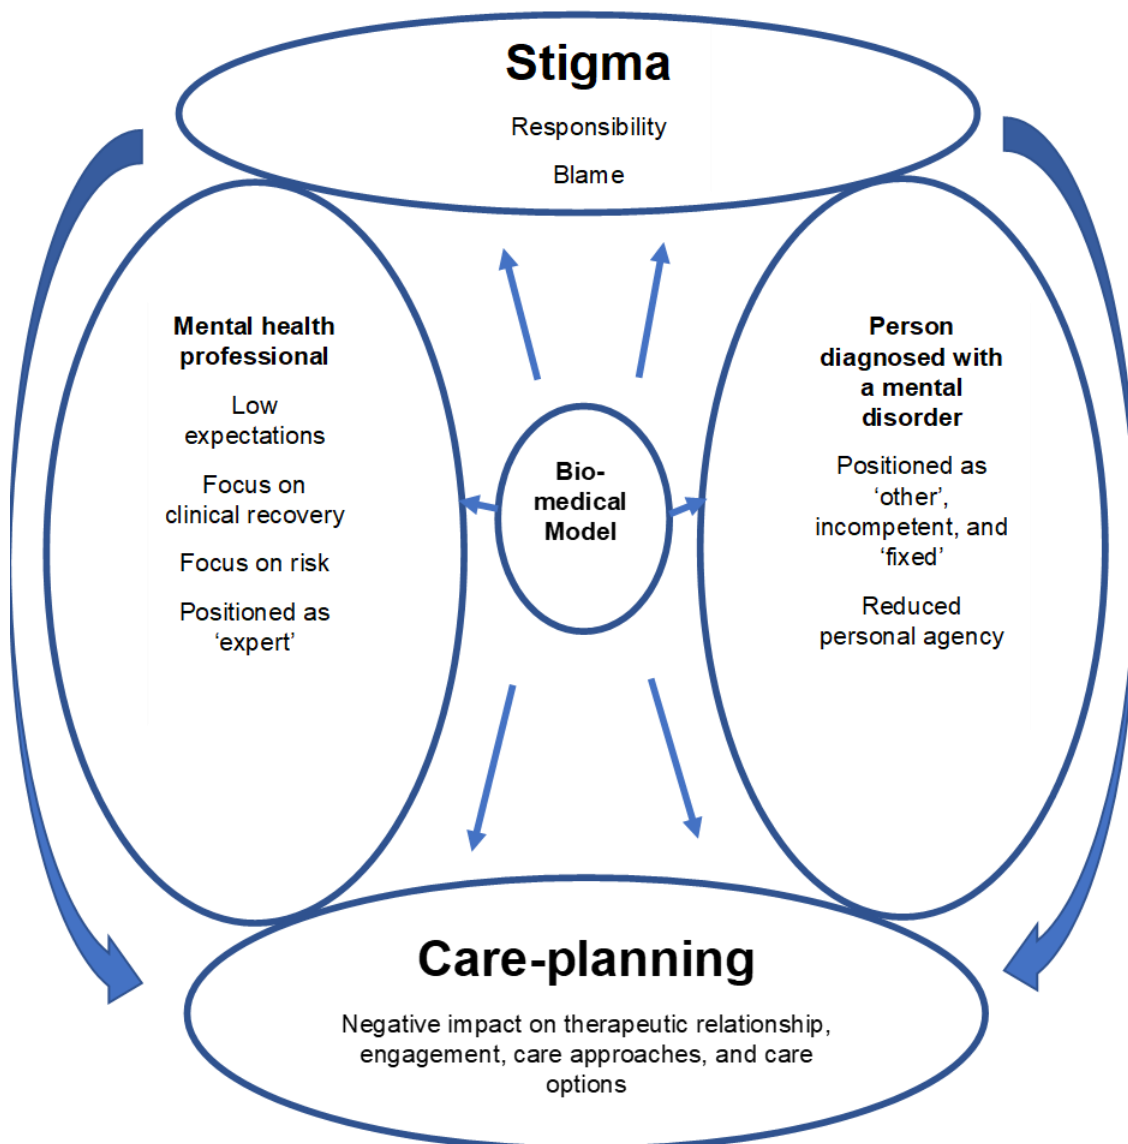 Stigma
Responsibility
Blame
Mental health
professional
Low
expectations
Focus on
clinical recovery
Focus on risk
Positioned as
‘expert’
Bio-
medical
Model
Person
diagnosed with
a mental
disorder
Positioned as
‘other’,
incompetent, and
‘fixed’
Reduced
personal agency
Care-planning
Negative impact on therapeutic relationship,
engagement, care approaches, and care
options